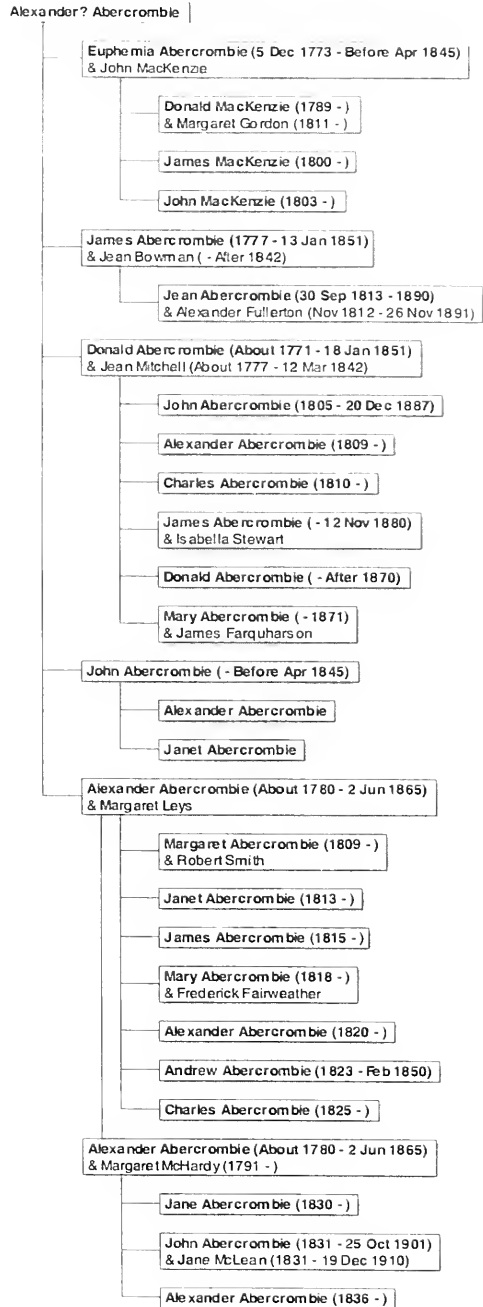 Alexander? Abercrombie
Euphemia Abercrombie (5 Dec 1773 - Before Apr 1845)
& John MacKenzie
Donald MacKenzie (1789 - )
& Margaret Gordon (1811 - )
James MacKenzie (1800 - )
John MacKenzie (1803 - )
James Abercrombie (1777 - 13 Jan 1851)
& Jean Bowman ( - After 1842)
Jean Abercrombie (30 Sep 1813 - 1890)
& Alexander Fullerton (Nov 1812 - 26 Nov 1891)
Donald Abercrombie (About 1771 - 18 Jan 1851)
& Jean Mitchell (About 1777 - 12 Mar 1842)
John Abercrombie (1805 - 20 Dec 1887)
Alexander Abercrombie (1809 - )
Charles Abercrombie (1810 - )
James Abercrombie ( - 12 Nov 1880)
& Isabella Stewart
Donald Abercrombie ( - After 1870)
Mary Abercrombie ( - 1871)
& James Farquharson
John Abercrombie ( - Before Apr 1845)
Alexander Abercrombie
Janet Abercrombie
Alexander Abercrombie (About 1780 - 2 Jun 1865)
& Margaret Leys
Margaret Abercrombie (1809 - )
& Robert Smith
Janet Abercrombie (1813 - )
James Abercrombie (1815 - )
Mary Abercrombie (1818 - )
& Frederick Fairweather
Alexander Abercrombie (1820 - )
Andrew Abercrombie (1823 - Feb 1850)
Charles Abercrombie (1825 - )
Alexander Abercrombie (About 1780 - 2 Jun 1865)
& Margaret McHardy (1791 - )
Jane Abercrombie (1830 - )
John Abercrombie (1831 - 25 Oct 1901)
& Jane McLean (1831 - 19 Dec 1910)
Alexander Abercrombie (1836 - )